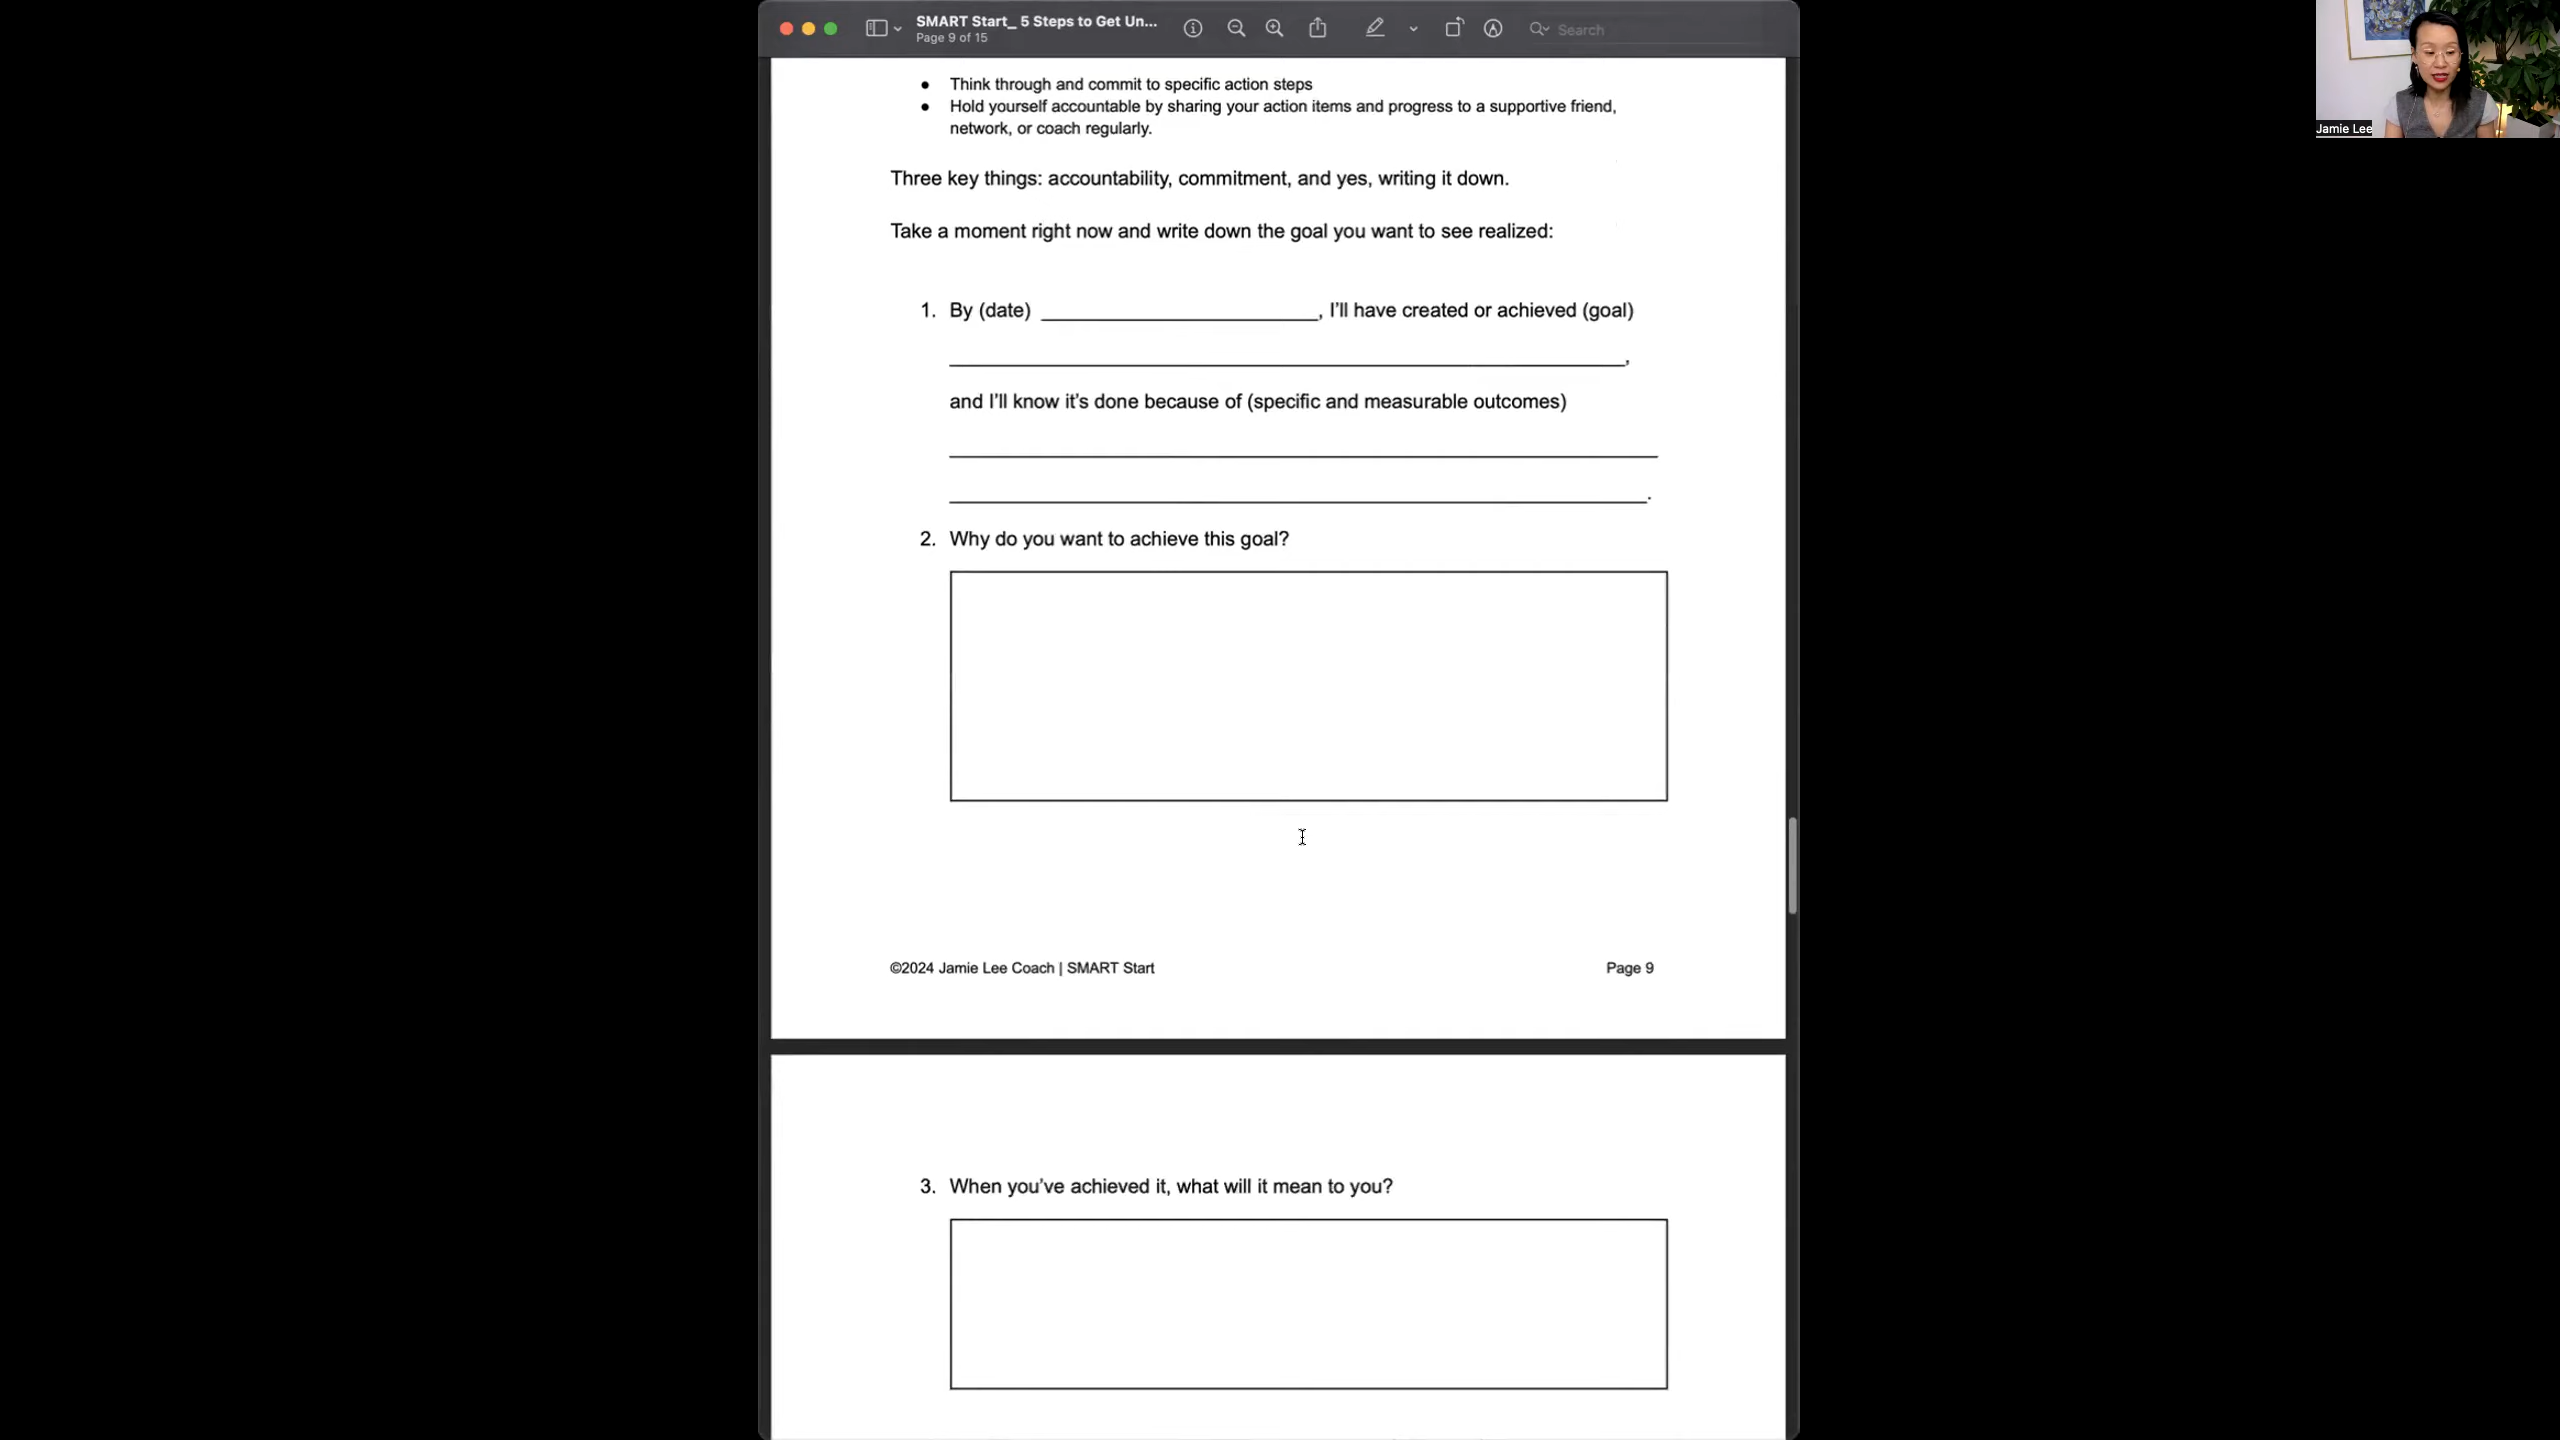 SMART Start_ 5 Steps to Get Un...
Page 9 of 15
Search
Jamie Lee
● Think through and commit to specific action steps
● Hold yourself accountable by sharing your action items and progress to a supportive friend,
network, or coach regularly.
Three key things: accountability, commitment, and yes, writing it down.
Take a moment right now and write down the goal you want to see realized:
1. By (date) _________________________, I’ll have created or achieved (goal)
_____________________________________________________________,
and I’ll know it’s done because of (specific and measurable outcomes)
________________________________________________________________
_______________________________________________________________.
2. Why do you want to achieve this goal?
©2024 Jamie Lee Coach | SMART Start
Page 9
3. When you’ve achieved it, what will it mean to you?